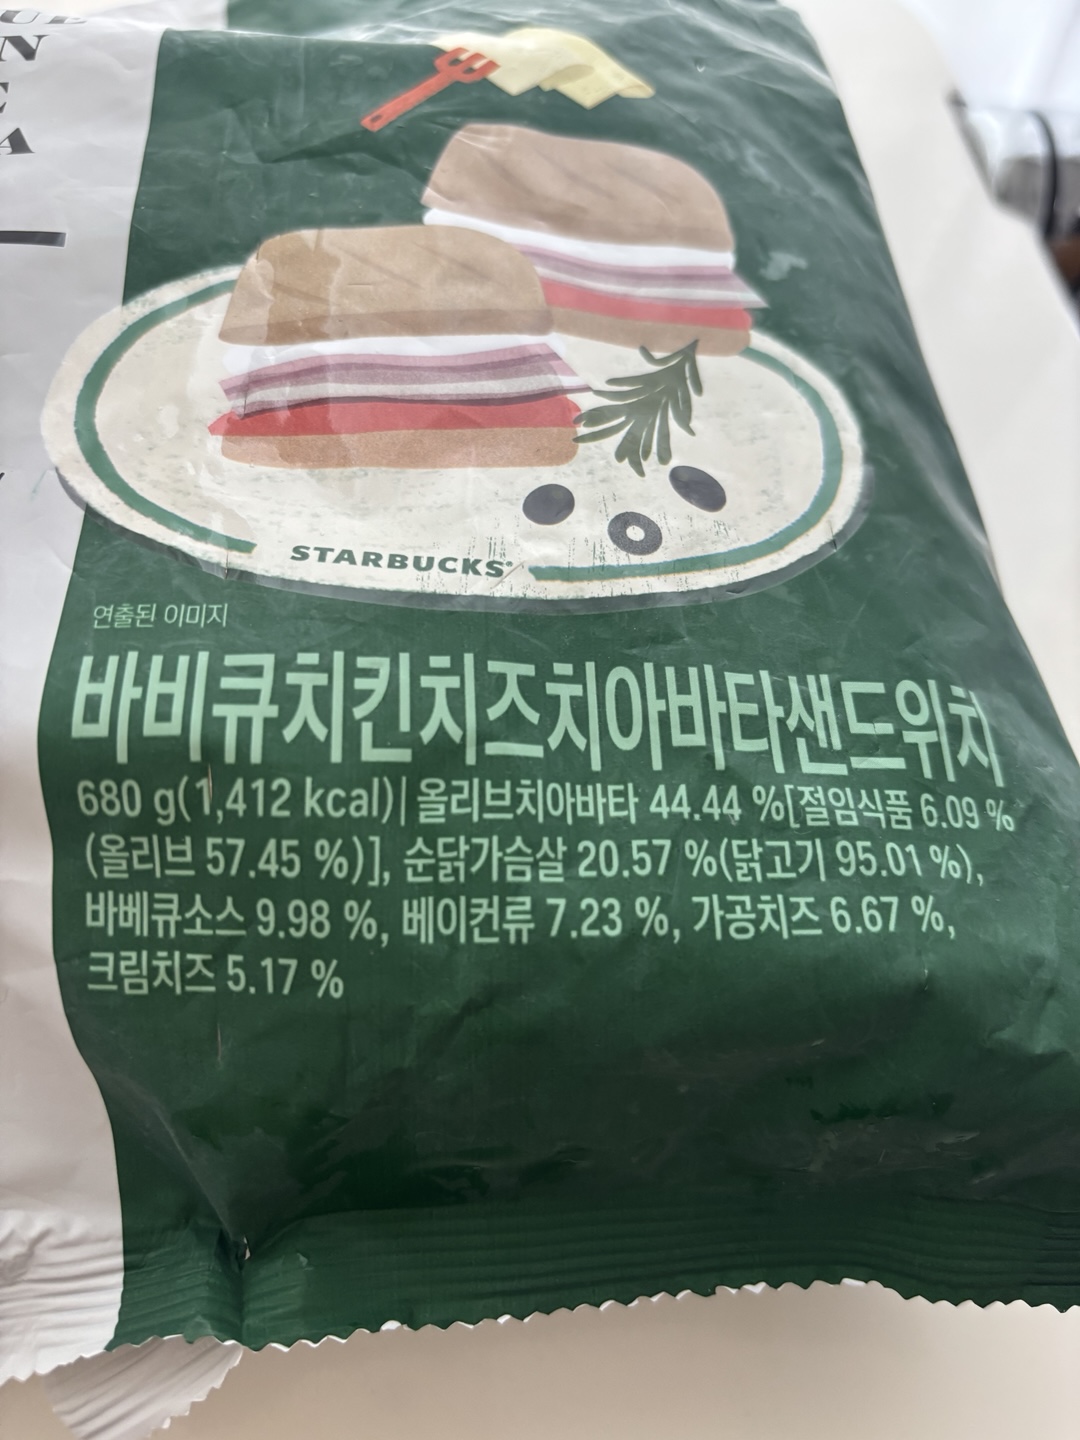 N
A
STARBUCKS
연출된 이미지
바비큐치킨치즈치아바타샌드위치
680 g(1,412 kcal)| 올리브치아바타 44.44 %[절임식품 6.09 %
(올리브 57.45 %)], 순닭가슴살 20.57 %(닭고기 95.01 %),
바베큐소스 9.98 %, 베이컨류 7.23 %, 가공치즈 6.67 %,
크림치즈 5.17 %